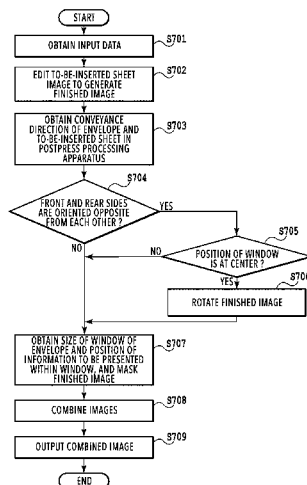 START
S701
OBTAIN INPUT DATA
S702
EDIT TO-BE-INSERTED SHEET
IMAGE TO GENERATE
FINISHED IMAGE
S703
OBTAIN CONVEYANCE
DIRECTION OF ENVELOPE AND
TO-BE-INSERTED SHEET IN
POSTPRESS PROCESSING
APPARATUS
S704
FRONT AND REAR SIDES
ARE ORIENTED OPPOSITE
FROM EACH OTHER ?
YES
NO
S705
POSITION OF WINDOW
IS AT CENTER ?
NO
YES
S706
ROTATE FINISHED IMAGE
S707
OBTAIN SIZE OF WINDOW OF
ENVELOPE AND POSITION OF
INFORMATION TO BE PRESENTED
WITHIN WINDOW, AND MASK
FINISHED IMAGE
S708
COMBINE IMAGES
S709
OUTPUT COMBINED IMAGE
END